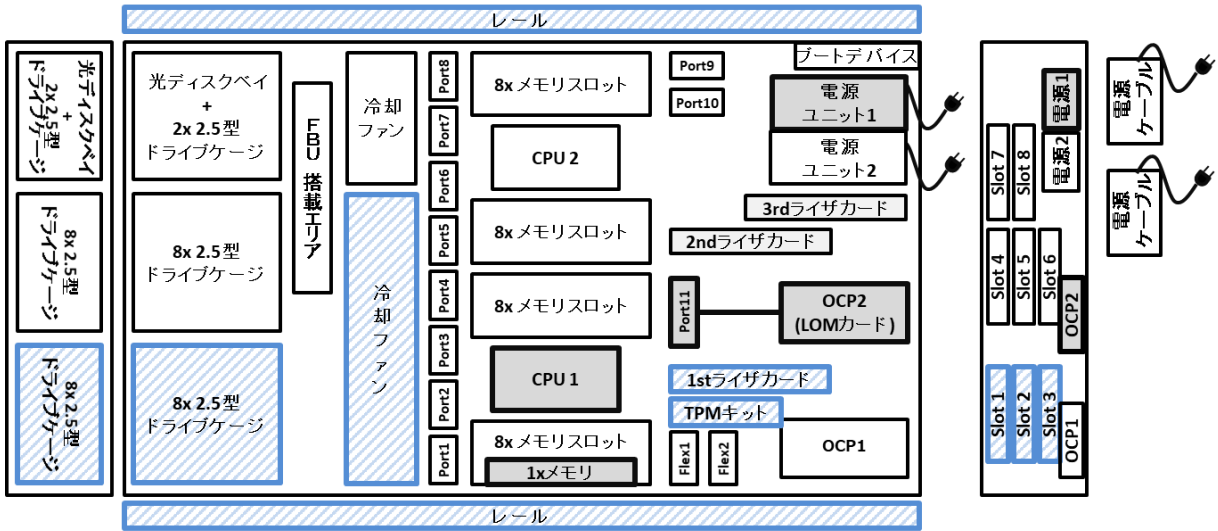 レール
光ディスクベイ
+
2x 2.5型
ドライブケージ
8x 2.5型
ドライブケージ
8x 2.5型
ドライブケージ
光ディスクベイ
+
2x 2.5型
ドライブケージ
8x 2.5型
ドライブケージ
8x 2.5型
ドライブケージ
FBU 搭載エリア
冷却
ファン
冷却ファン
Port8
Port7
Port6
Port5
Port4
Port3
Port2
Port1
8x メモリスロット
CPU 2
8x メモリスロット
8x メモリスロット
CPU 1
8x メモリスロット
1xメモリ
Port9
Port10
ブートデバイス
電源
ユニット1
電源
ユニット2
3rdライザカード
2ndライザカード
Port11
OCP2
(LOMカード)
1stライザカード
TPMキット
Flex1
Flex2
OCP1
レール
電源1
電源2
Slot 7
Slot 8
Slot 4
Slot 5
Slot 6
OCP2
Slot 1
Slot 2
Slot 3
OCP1
電源
ケーブル
電源
ケーブル